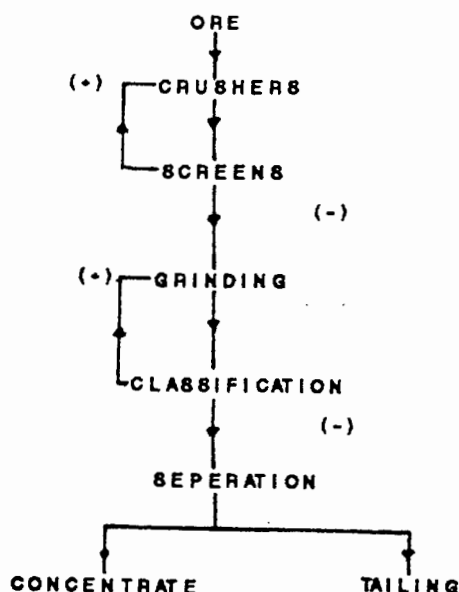 ORE
(+) CRUSHERS
SCREENS
(-)
(+) GRINDING
CLASSIFICATION
(-)
SEPERATION
CONCENTRATE TAILING